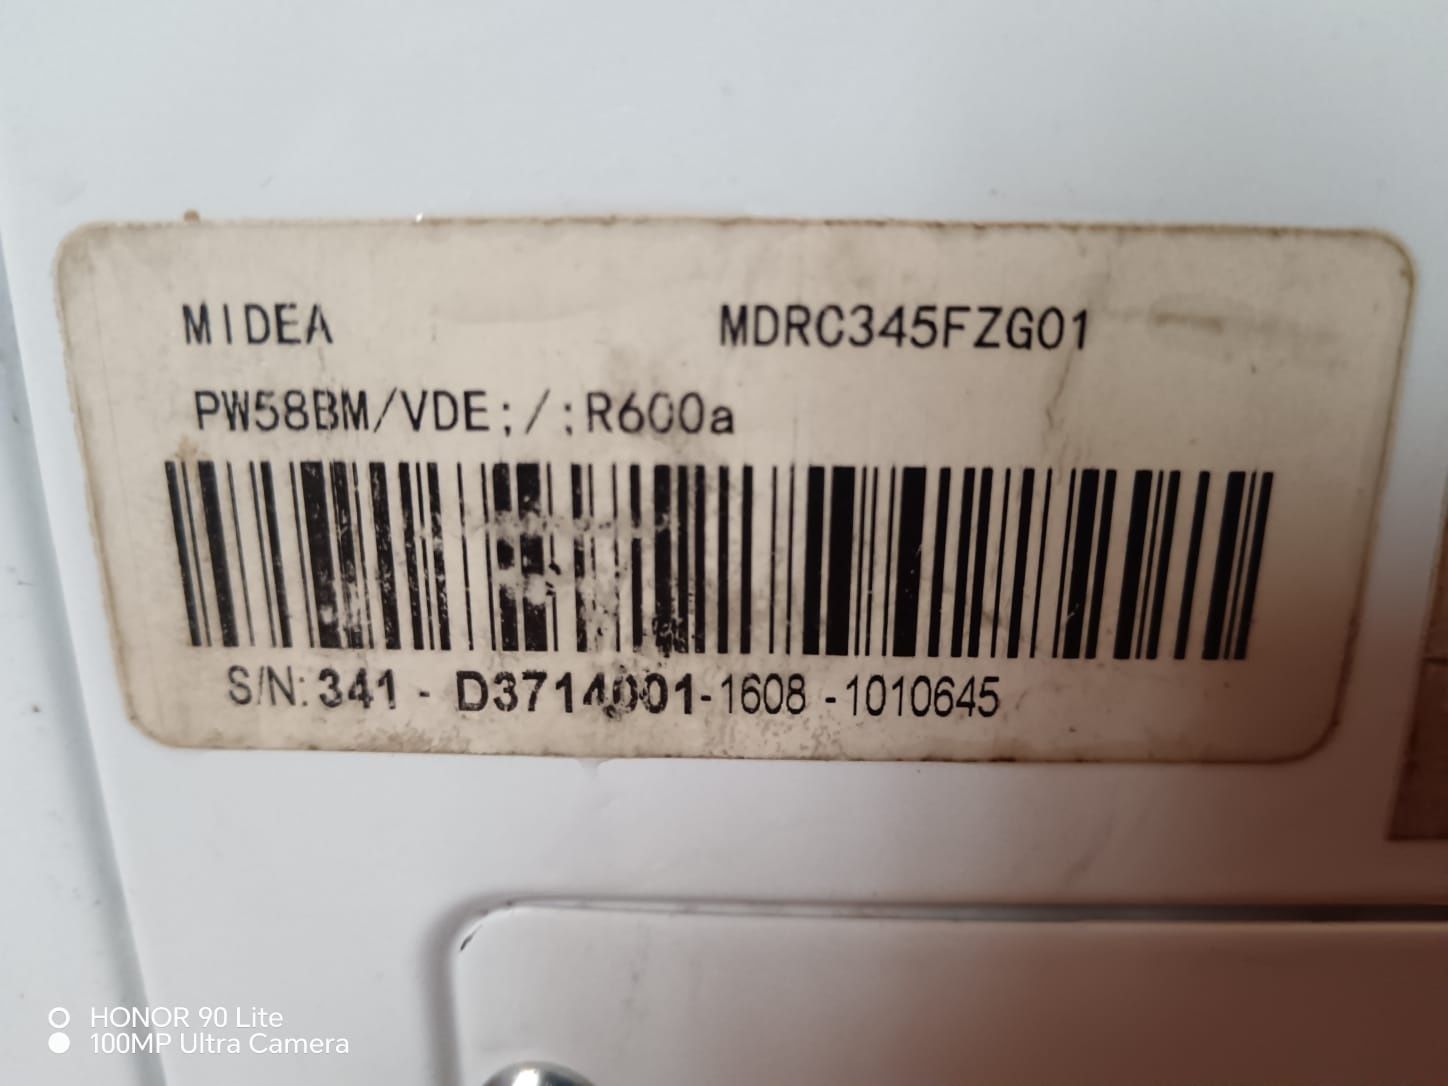 MIDEA MDRC345FZG01
PW58BM/VDE;/;R600a
S/N: 341 - D3714001-1608 -1010645
HONOR 90 Lite
100MP Ultra Camera